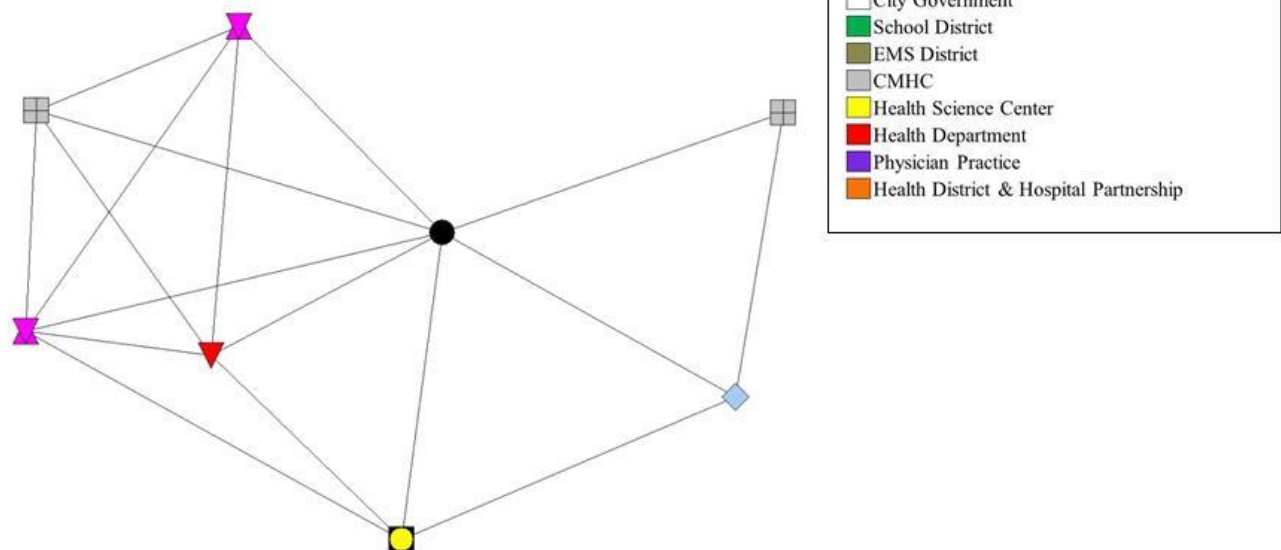 City Government
School District
EMS District
CMHC
Health Science Center
Health Department
Physician Practice
Health District & Hospital Partnership